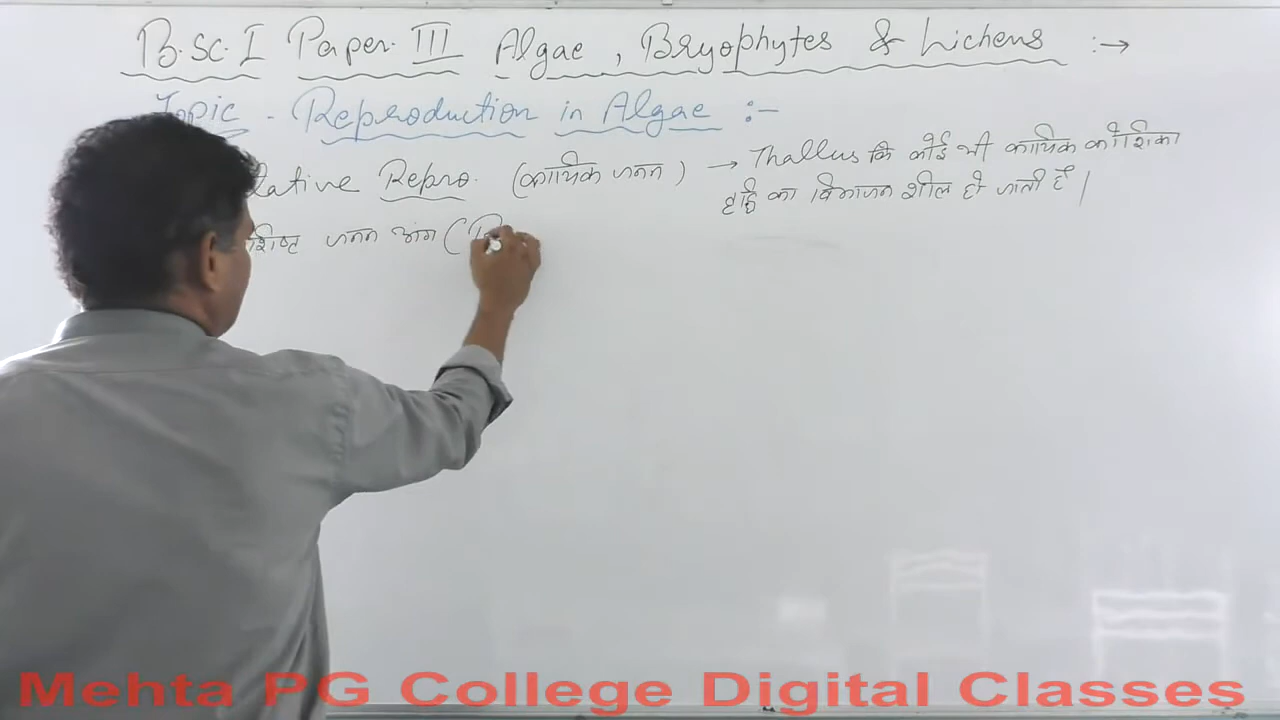 B.Sc. I Paper. III Algae, Bryophytes & Lichens :→
Topic - Reproduction in Algae :-
lative Repro. (कायिक जनन) → Thallus कि कोई भी कायिक कोशिका
का विभाजन शील हो जाती है |
शिष्ट जनन अंग (
Mehta PG College Digital Classes